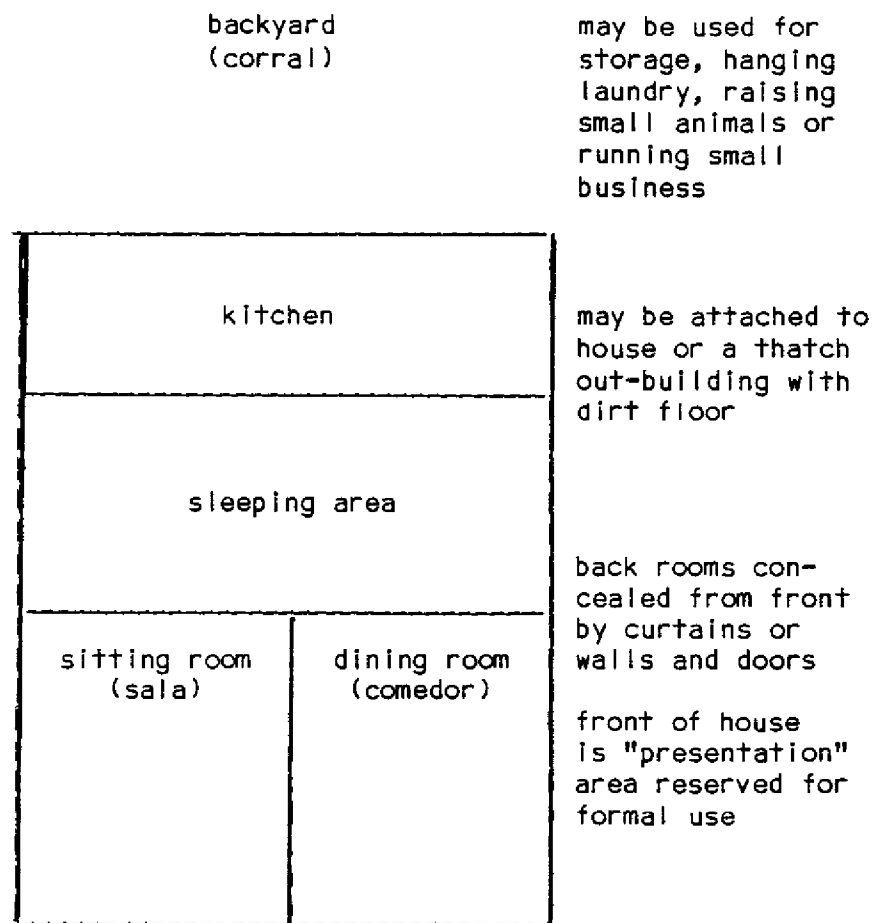 backyard
(corral)
may be used for
storage, hanging
laundry, raising
small animals or
running small
business
kitchen
may be attached to
house or a thatch
out-building with
dirt floor
sleeping area
back rooms con-
cealed from front
by curtains or
walls and doors
sitting room
(sala)
dining room
(comedor)
front of house
is "presentation"
area reserved for
formal use